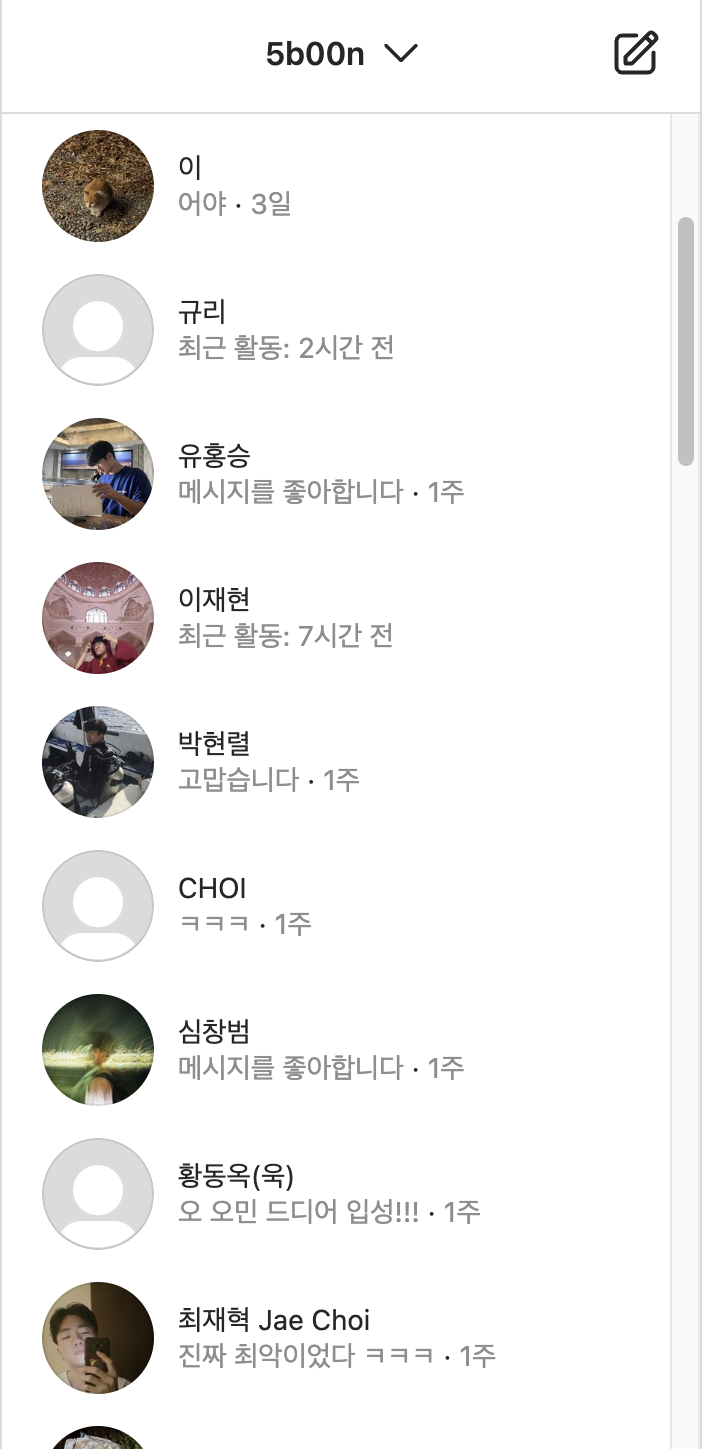 5b00n
이
어야 · 3일
규리
최근 활동: 2시간 전
유홍승
메시지를 좋아합니다 · 1주
이재현
최근 활동: 7시간 전
박현렬
고맙습니다 · 1주
CHOI
ㅋㅋㅋ · 1주
심창범
메시지를 좋아합니다 · 1주
황동옥(욱)
오 오민 드디어 입성!!! · 1주
최재혁 Jae Choi
진짜 최악이었다 ㅋㅋㅋ · 1주